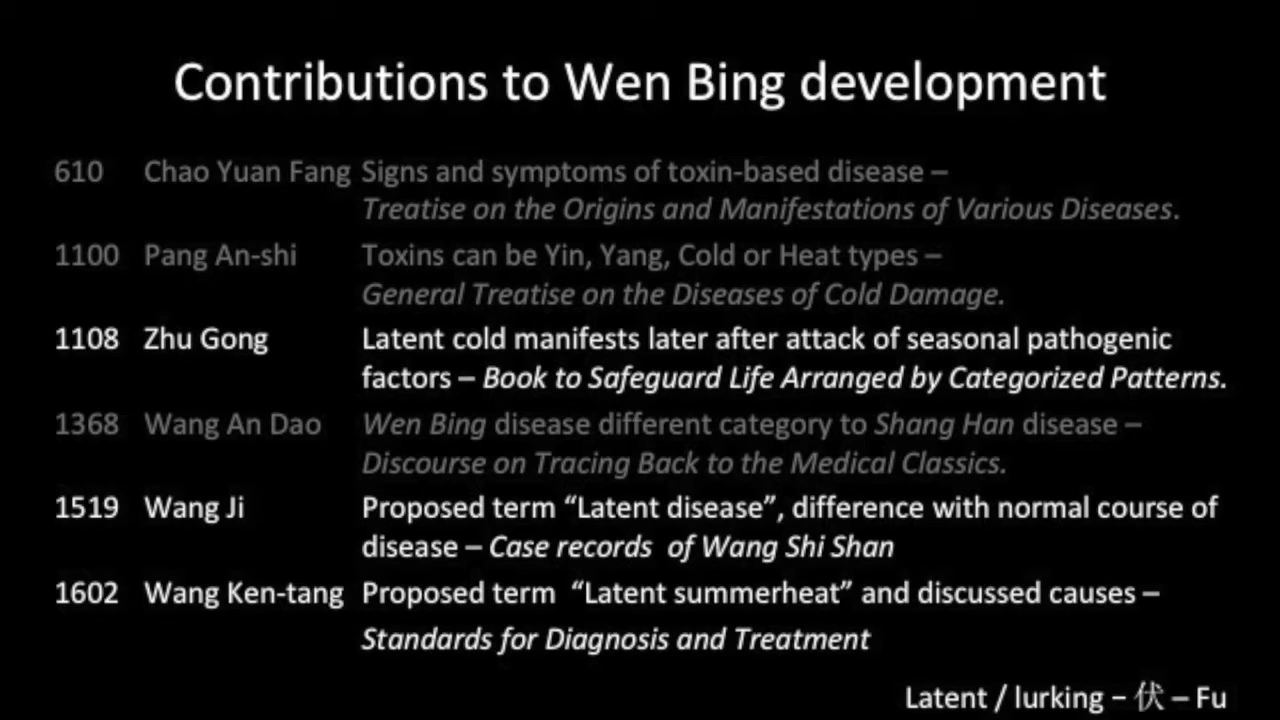 Contributions to Wen Bing development
610 Chao Yuan Fang Signs and symptoms of toxin-based disease –
Treatise on the Origins and Manifestations of Various Diseases.
1100 Pang An-shi Toxins can be Yin, Yang, Cold or Heat types –
General Treatise on the Diseases of Cold Damage.
1108 Zhu Gong Latent cold manifests later after attack of seasonal pathogenic
factors – Book to Safeguard Life Arranged by Categorized Patterns.
1368 Wang An Dao Wen Bing disease different category to Shang Han disease –
Discourse on Tracing Back to the Medical Classics.
1519 Wang Ji Proposed term “Latent disease”, difference with normal course of
disease – Case records of Wang Shi Shan
1602 Wang Ken-tang Proposed term “Latent summerheat” and discussed causes –
Standards for Diagnosis and Treatment
Latent / lurking – 伏 – Fu